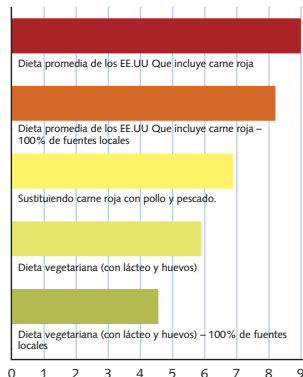 Dieta promedia de los EE.UU Que incluye carne roja
Dieta promedia de los EE.UU Que incluye carne roja –
100% de fuentes locales
Sustituiendo carne roja con pollo y pescado.
Dieta vegetariana (con lácteo y huevos)
Dieta vegetariana (con lácteo y huevos) – 100% de fuentes
locales
0 1 2 3 4 5 6 7 8 9